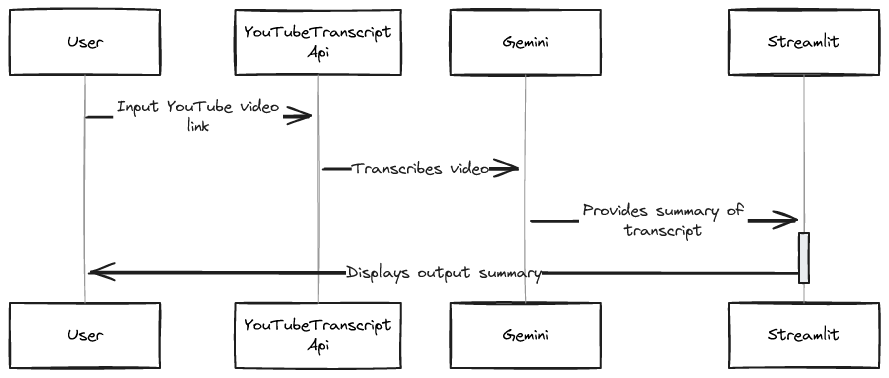 User
YouTubeTranscript
Api
Gemini
Streamlit
Input YouTube video
link
Transcribes video
Provides summary of
transcript
Displays output summary
User
YouTubeTranscript
Api
Gemini
Streamlit